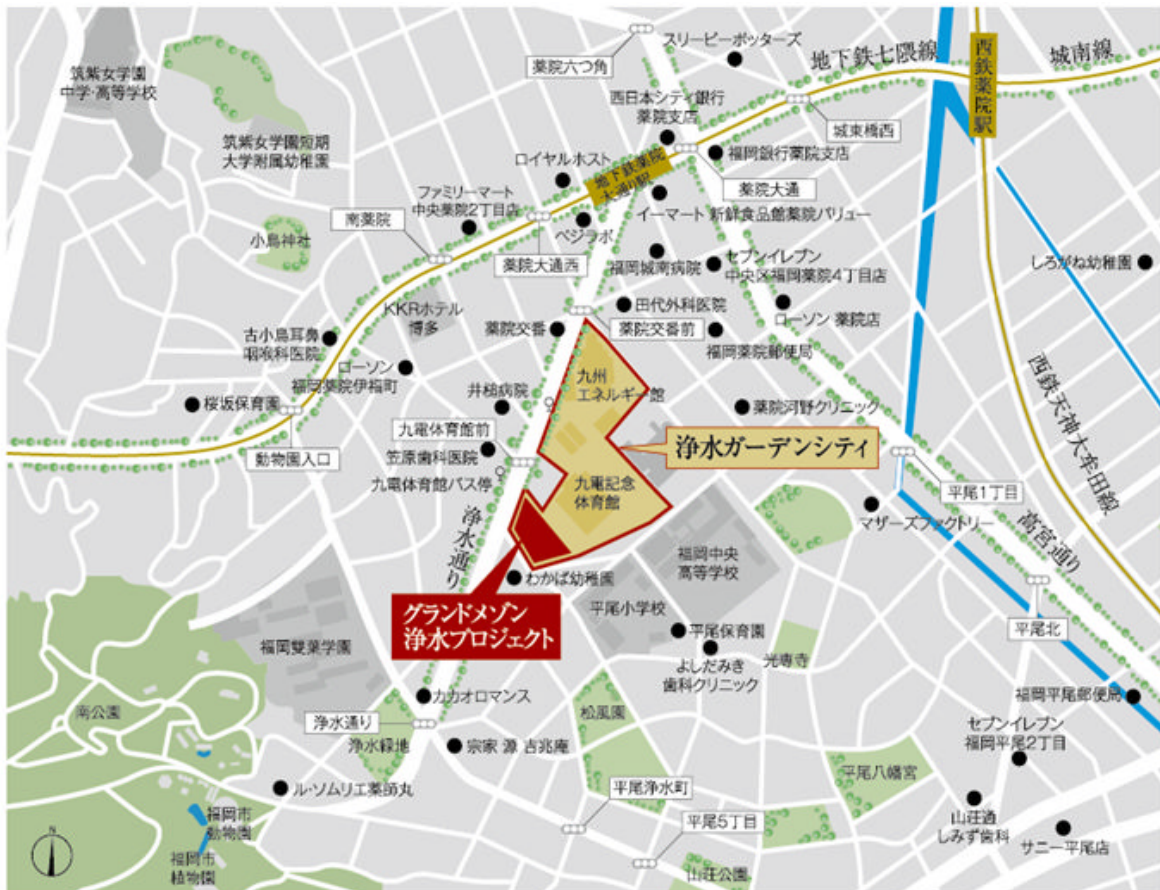 スリーピーポッターズ
地下鉄七隈線
城南線
西鉄薬院駅
薬院六つ角
筑紫女学園
中学・高等学校
西日本シティ銀行
薬院支店
城東橋西
筑紫女学園短期
大学附属幼稚園
ロイヤルホスト
地下鉄薬院
大通り駅
福岡銀行薬院支店
薬院大通
ファミリーマート
中央薬院2丁目店
南薬院
ベジラボ
イーマート 新鮮食品館薬院バリュー
小烏神社
薬院大通西
福岡城南病院
セブンイレブン
中央区福岡薬院4丁目店
しろがね幼稚園
KKRホテル
博多
田代外科医院
ローソン 薬院店
薬院交番
薬院交番前
福岡薬院郵便局
古小烏耳鼻
咽喉科医院
ローソン
福岡薬院伊福町
九州
エネルギー館
西鉄天神大牟田線
桜坂保育園
井槌病院
薬院河野クリニック
九電体育館前
浄水ガーデンシティ
動物園入口
笠原歯科医院
九電体育館バス停
九電記念
体育館
平尾1丁目
マザーズファクトリー
高宮通り
浄水通り
福岡中央
高等学校
わかば幼稚園
グランドメゾン
浄水プロジェクト
平尾小学校
平尾保育園
平尾北
福岡雙葉学園
よしだみき
歯科クリニック
光専寺
カカオロマンス
福岡平尾郵便局
南公園
浄水通り
松風園
セブンイレブン
福岡平尾2丁目
浄水緑地
宗家 源 吉兆庵
平尾八幡宮
ル・ソムリエ薬師丸
平尾浄水町
福岡市
動物園
平尾5丁目
山荘通
しみず歯科
サニー平尾店
N
福岡市
植物園
山荘公園